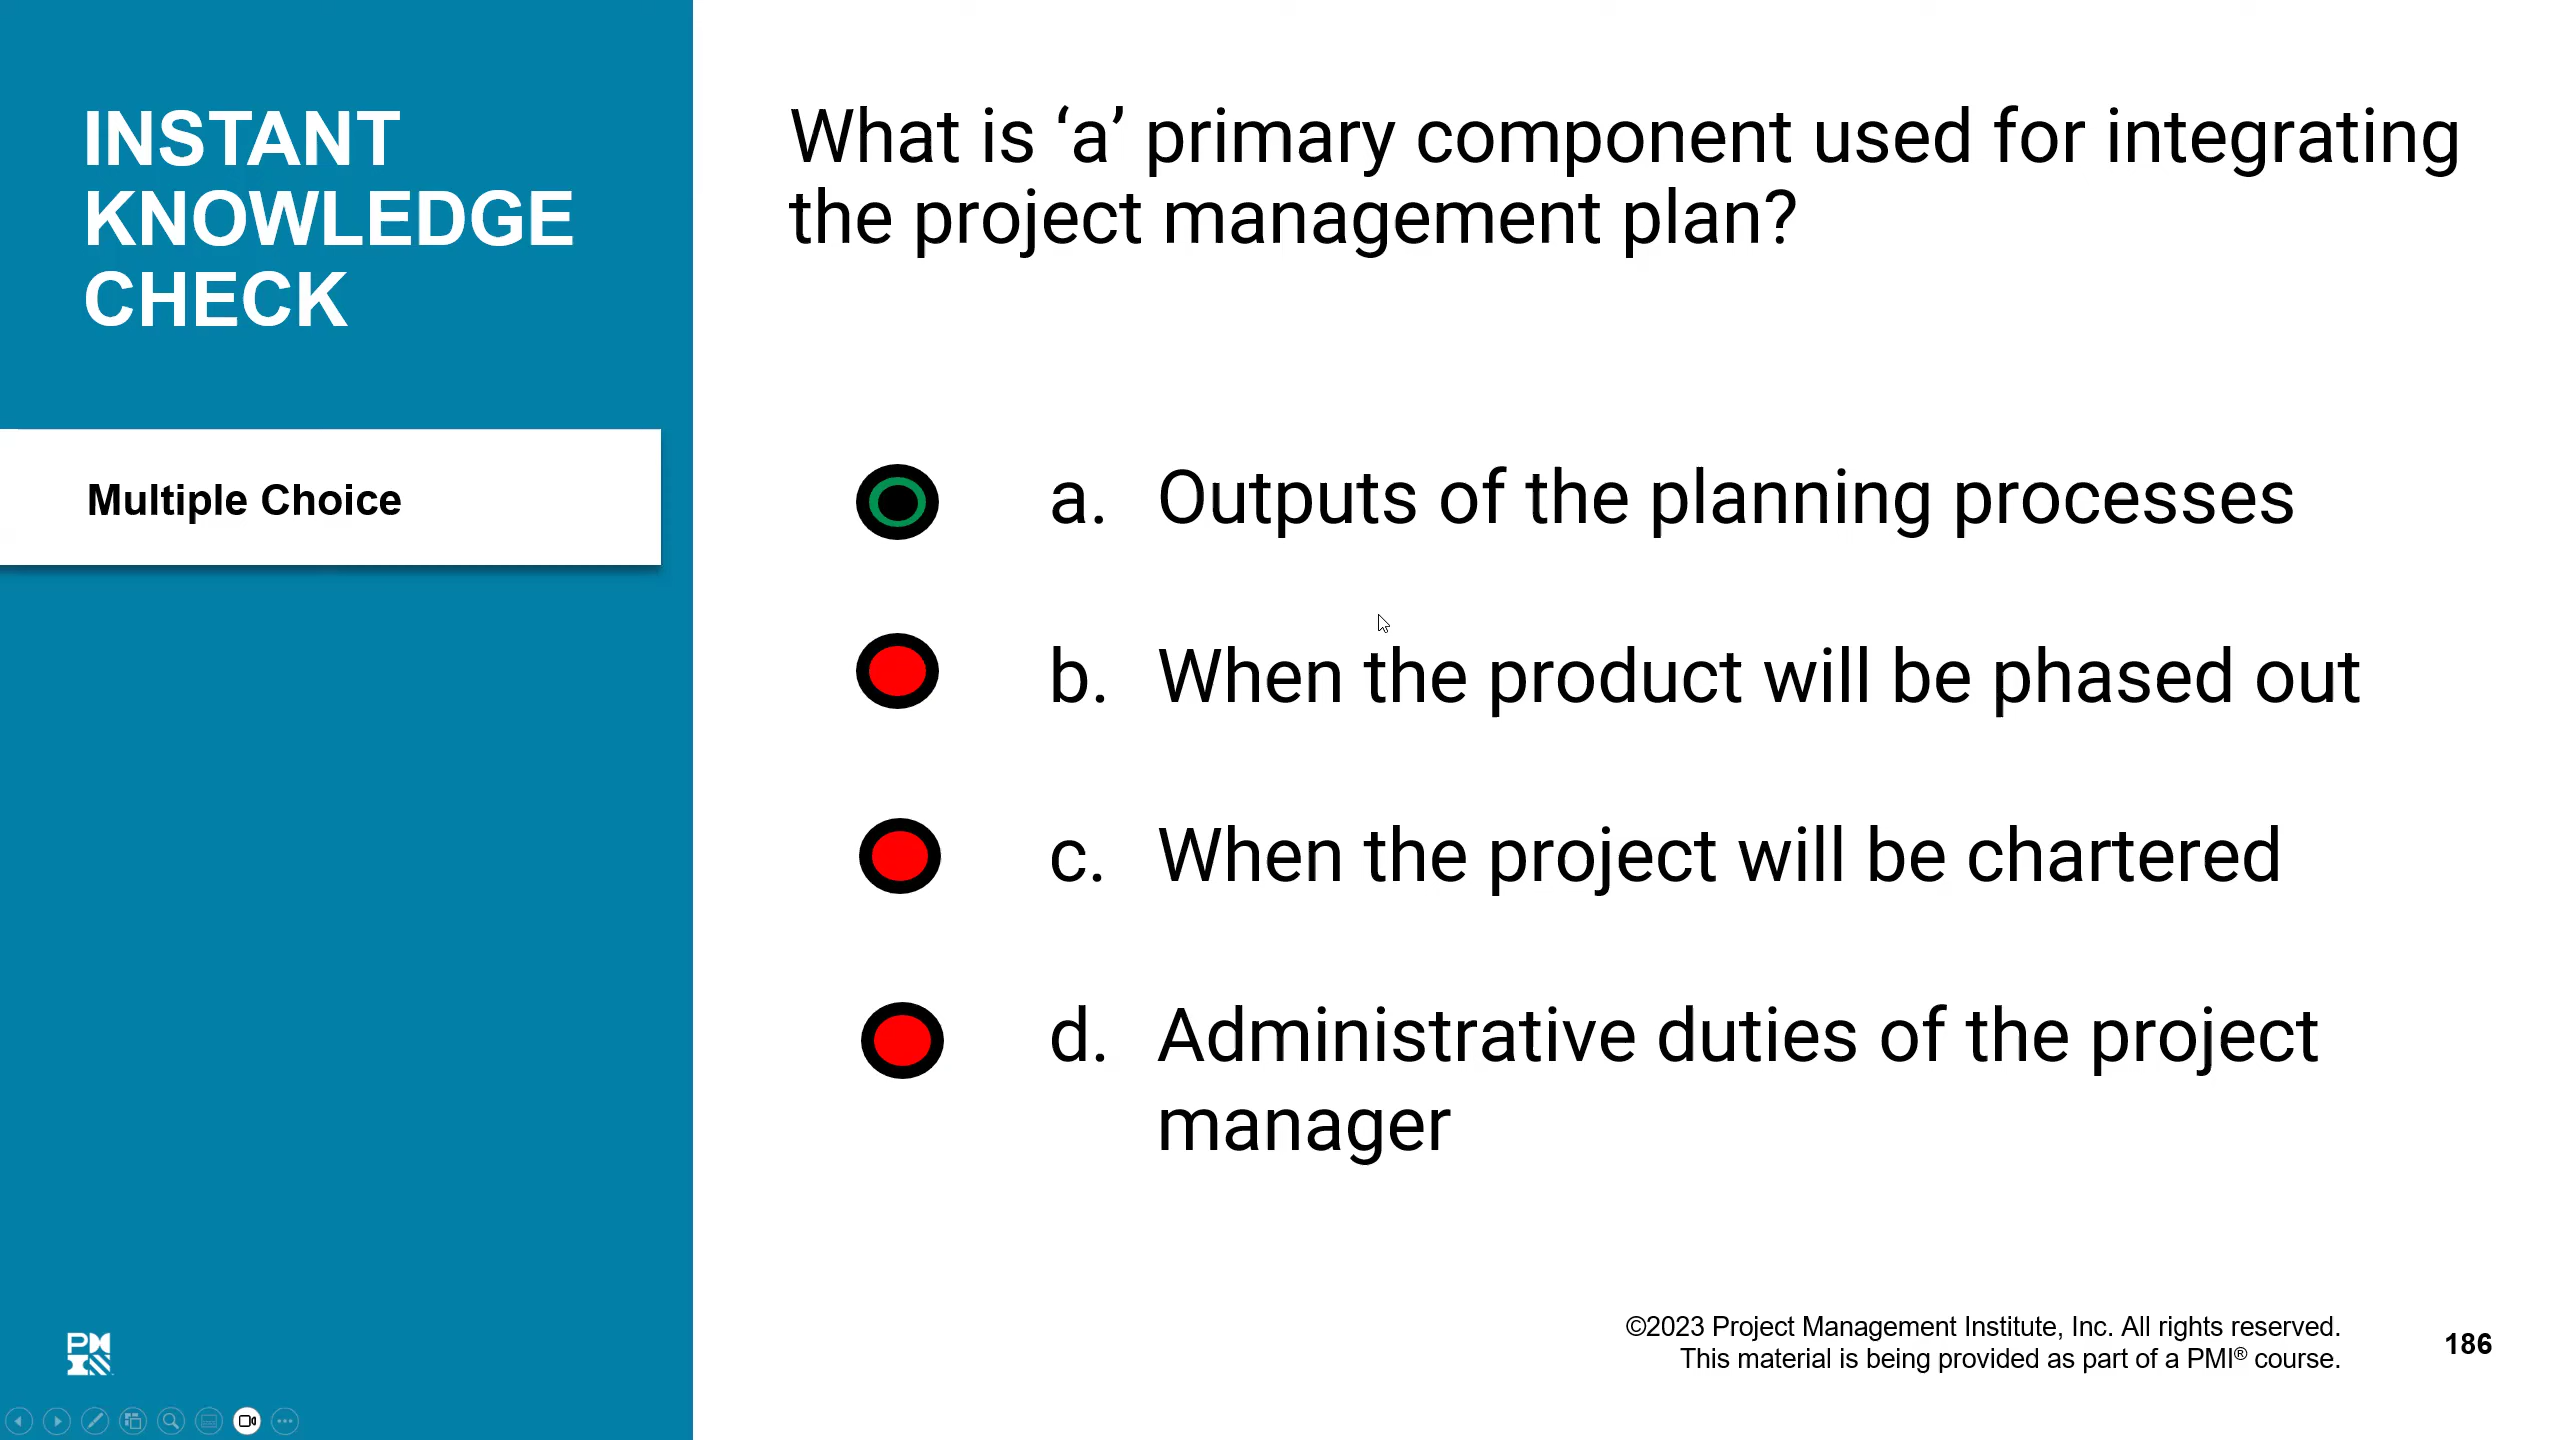 INSTANT
KNOWLEDGE
CHECK
Multiple Choice
What is ‘a’ primary component used for integrating
the project management plan?
a. Outputs of the planning processes
b. When the product will be phased out
c. When the project will be chartered
d. Administrative duties of the project
manager
PM
©2023 Project Management Institute, Inc. All rights reserved.
This material is being provided as part of a PMI® course.
186